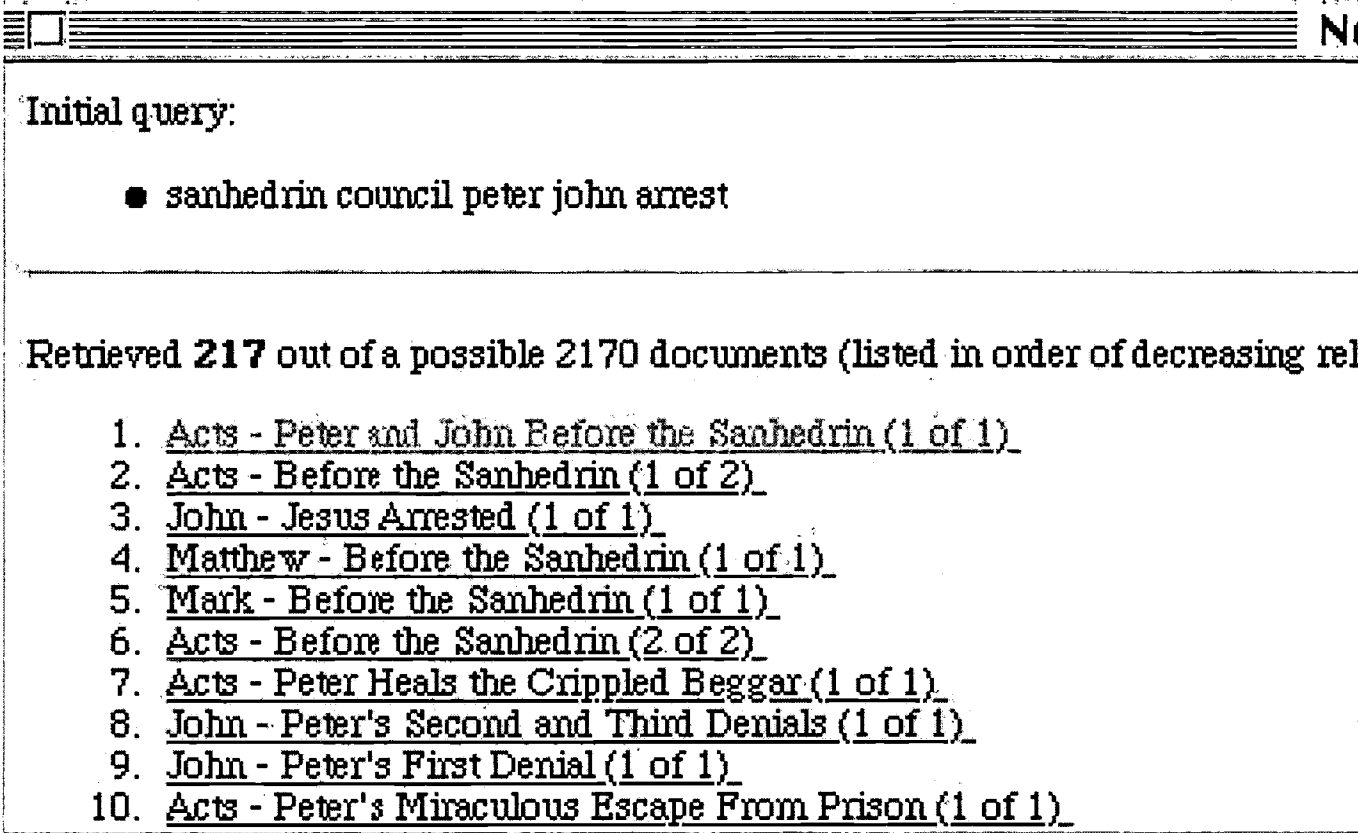 Initial query:
● sanhedrin council peter john arrest
Retrieved 217 out of a possible 2170 documents (listed in order of decreasing
1. Acts - Peter and John Before the Sanhedrin (1 of 1)
2. Acts - Before the Sanhedrin (1 of 2)
3. John - Jesus Arrested (1 of 1)
4. Matthew - Before the Sanhedrin (1 of 1)
5. Mark - Before the Sanhedrin (1 of 1)
6. Acts - Before the Sanhedrin (2 of 2)
7. Acts - Peter Heals the Crippled Beggar (1 of 1)
8. John - Peter's Second and Third Denials (1 of 1)
9. John - Peter's First Denial (1 of 1)
10. Acts - Peter's Miraculous Escape From Prison (1 of 1)